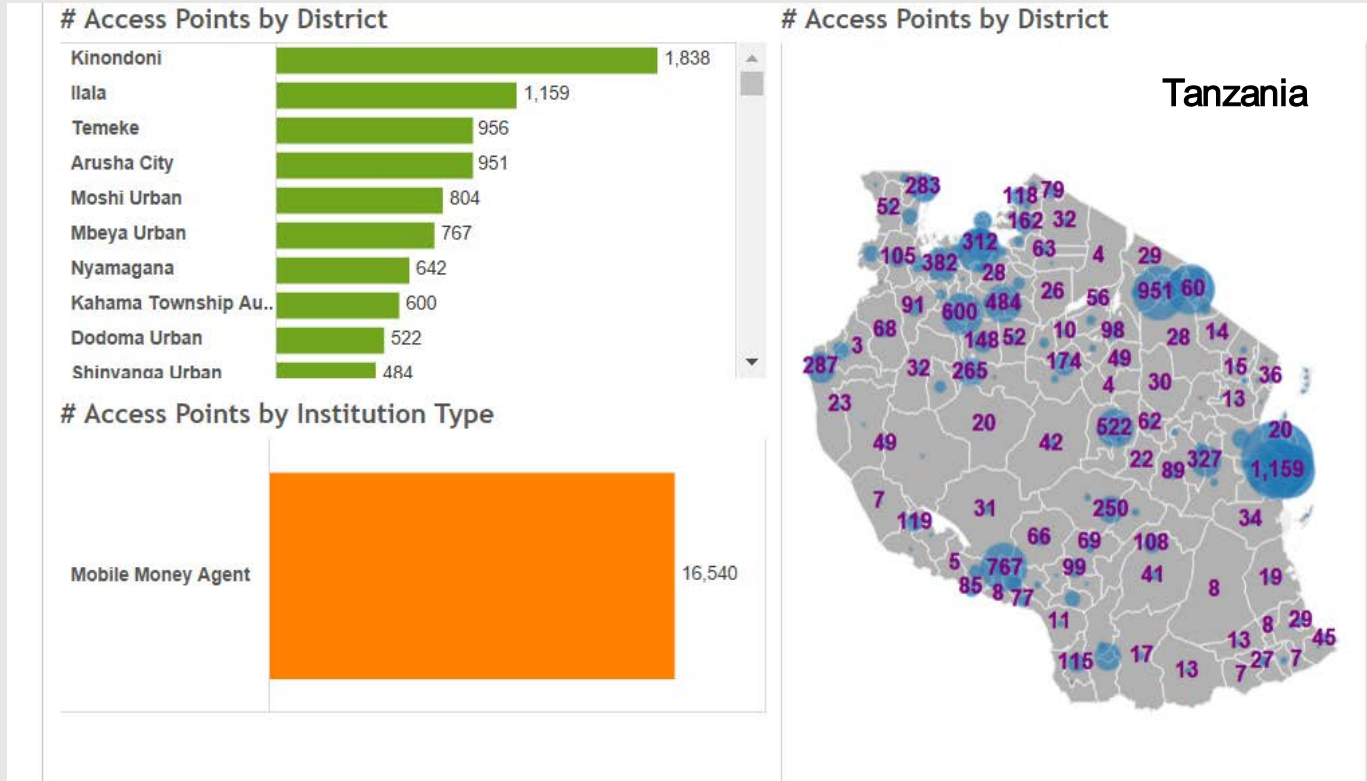 # Access Points by District
Kinondoni 1,838
Ilala 1,159
Temeke 956
Arusha City 951
Moshi Urban 804
Mbeya Urban 767
Nyamagana 642
Kahama Township Au.. 600
Dodoma Urban 522
Shinyanga Urban 484
# Access Points by Institution Type
Mobile Money Agent 16,540
# Access Points by District
Tanzania
283
118 79
52
162 32
312 63
105 382 4 29
28
91 600 484 26 56 951 60
68 148 52 10 98 28 14
3
287 32 265 174 49 15 36
4 30
23 13
20 522 62 20
49 42
22 89 327 1,159
7 31 250 34
119
66 69 108
5 767 99 41 8 19
85 8 77
11 8 29
13 45
115 17 13 7 27 7